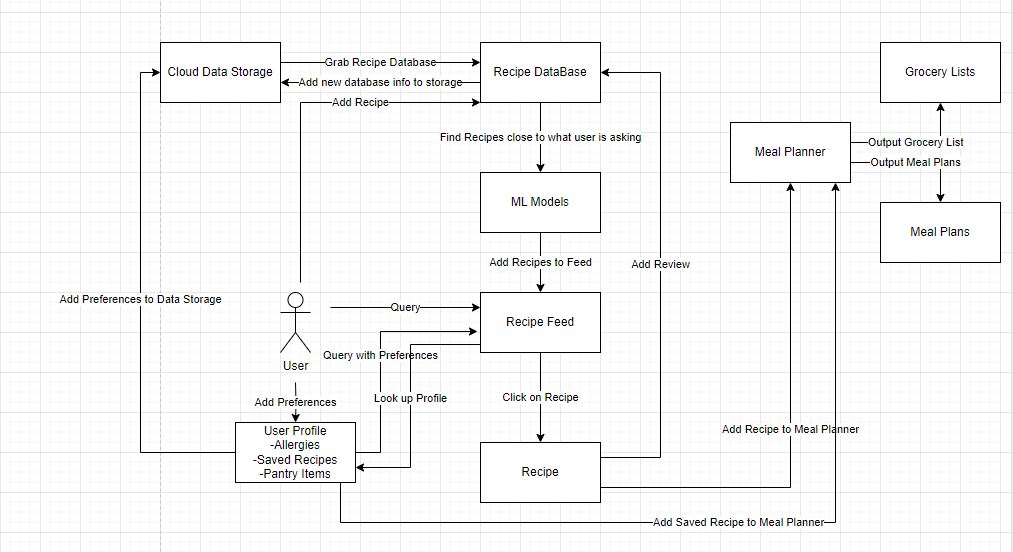 Cloud Data Storage
Grab Recipe Database
Recipe DataBase
Grocery Lists
Add new database info to storage
Add Recipe
Find Recipes close to what user is asking
Meal Planner
Output Grocery List
Output Meal Plans
ML Models
Meal Plans
Add Recipes to Feed
Add Review
Add Preferences to Data Storage
Query
Recipe Feed
Query with Preferences
User
Add Preferences
Look up Profile
Click on Recipe
User Profile
-Allergies
-Saved Recipes
-Pantry Items
Add Recipe to Meal Planner
Recipe
Add Saved Recipe to Meal Planner